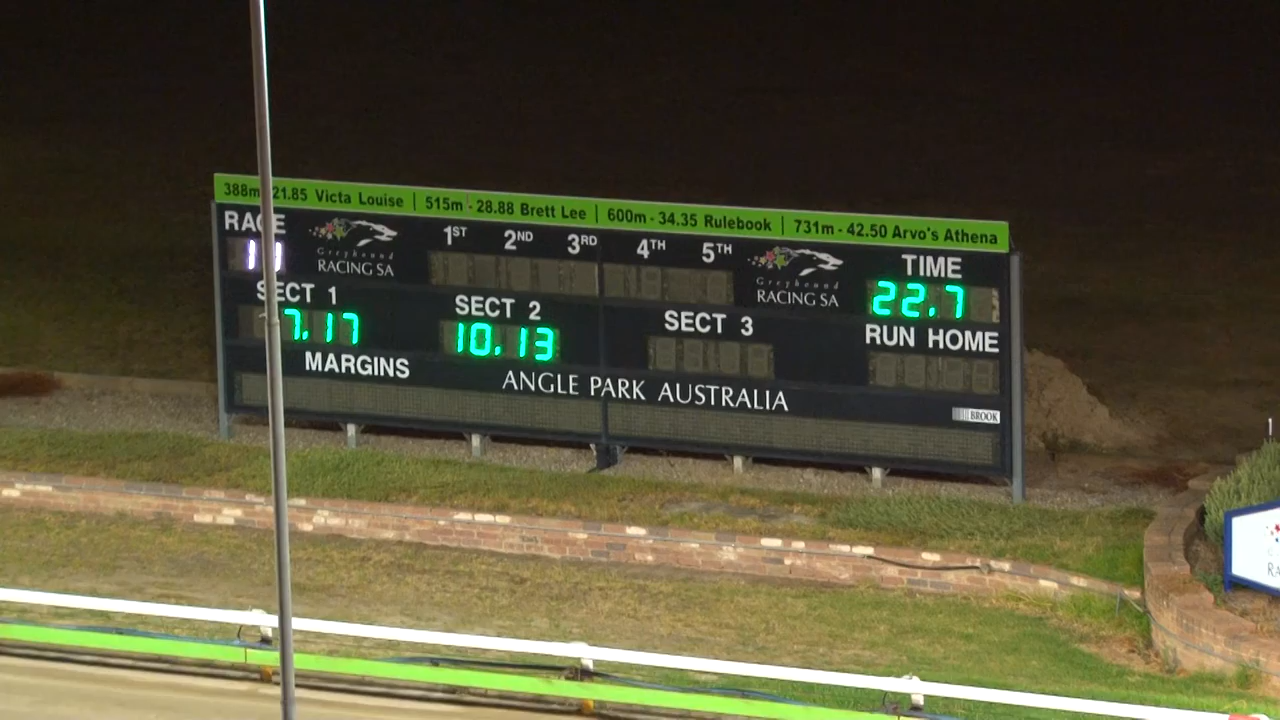 388m 21.85 Victa Louise | 515m - 28.88 Brett Lee | 600m - 34.35 Rulebook | 731m - 42.50 Arvo's Athena
RACE
Greyhound
RACING SA
1ST 2ND 3RD 4TH 5TH
Greyhound
RACING SA
TIME
22.7
SECT 1
7.17
SECT 2
10.13
SECT 3
RUN HOME
MARGINS
ANGLE PARK AUSTRALIA
BROOK